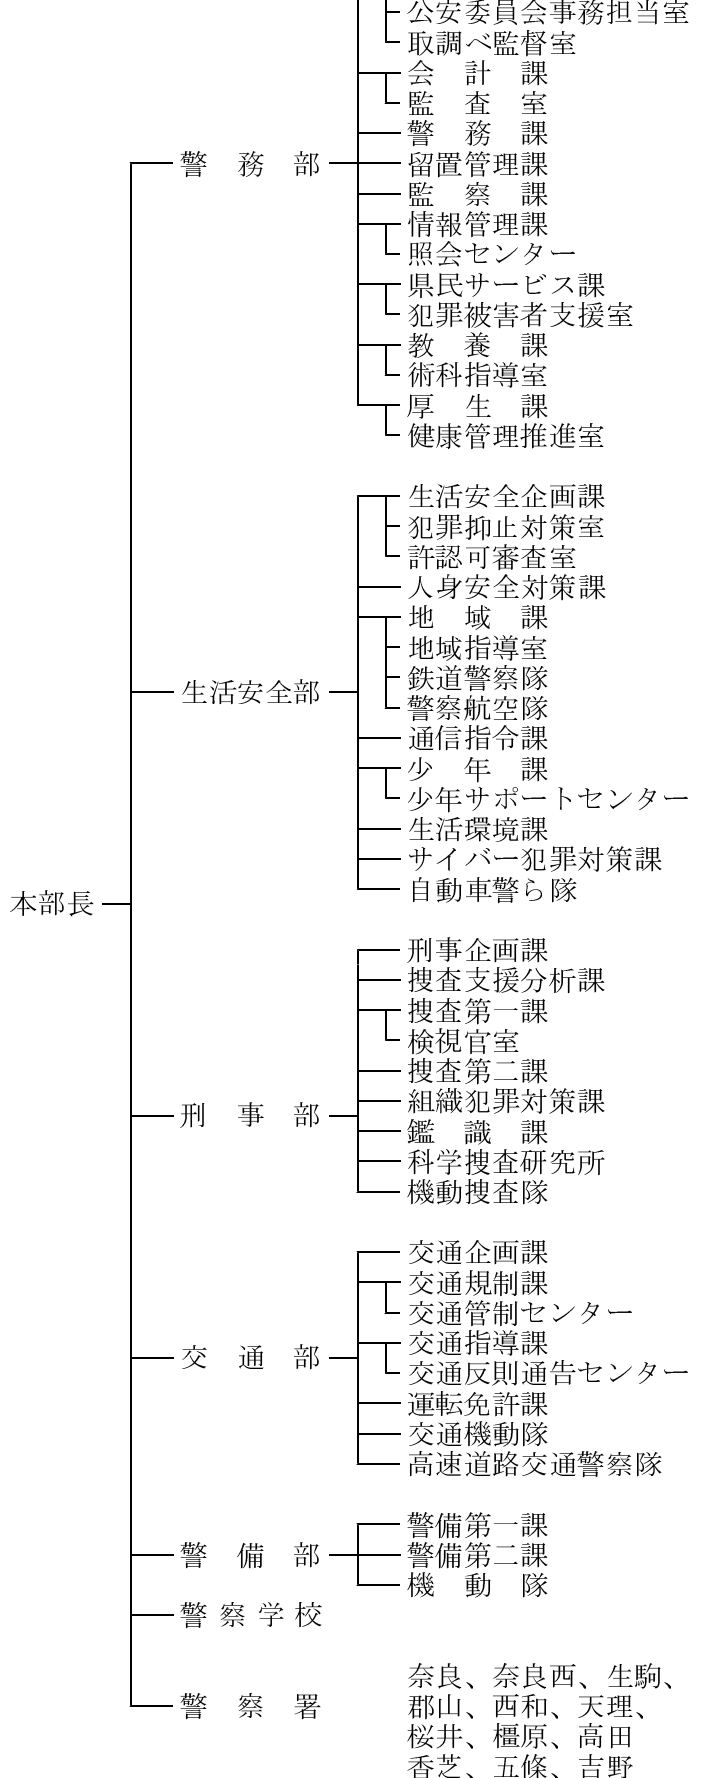 公安委員会事務担当室
取調べ監督室
会計課
監査室
警務課
警務部
留置管理課
監察課
情報管理課
照会センター
県民サービス課
犯罪被害者支援室
教養課
術科指導室
厚生課
健康管理推進室
生活安全企画課
犯罪抑止対策室
許認可審査室
人身安全対策課
地域課
地域指導室
鉄道警察隊
生活安全部
警察航空隊
通信指令課
少年課
少年サポートセンター
生活環境課
サイバー犯罪対策課
自動車警ら隊
本部長
刑事企画課
捜査支援分析課
捜査第一課
検視官室
捜査第二課
組織犯罪対策課
刑事部
鑑識課
科学捜査研究所
機動捜査隊
交通企画課
交通規制課
交通管制センター
交通指導課
交通部
交通反則通告センター
運転免許課
交通機動隊
高速道路交通警察隊
警備第一課
警備部
警備第二課
機動隊
警察学校
警察署
奈良、奈良西、生駒、
郡山、西和、天理、
桜井、橿原、高田
香芝、五條、吉野